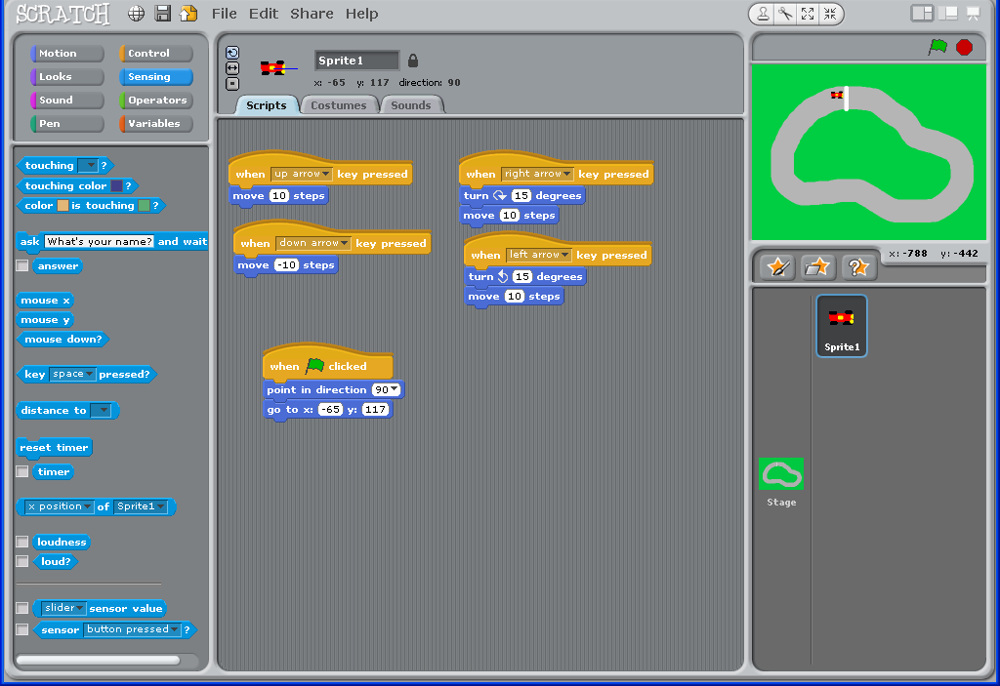 SCRATCH File Edit Share Help
Motion Control
Looks Sensing
Sound Operators
Pen Variables
touching ?
touching color ?
color is touching ?
ask What's your name? and wait
answer
mouse x
mouse y
mouse down?
key space pressed?
distance to
reset timer
timer
x position of Sprite1
loudness
loud?
slider sensor value
sensor button pressed ?
Sprite1
x: -65 y: 117 direction: 90
Scripts Costumes Sounds
when up arrow key pressed
move 10 steps
when down arrow key pressed
move -10 steps
when right arrow key pressed
turn 15 degrees
move 10 steps
when left arrow key pressed
turn 15 degrees
move 10 steps
when clicked
point in direction 90
go to x: -65 y: 117
x: -788 y: -442
?
Sprite1
Stage